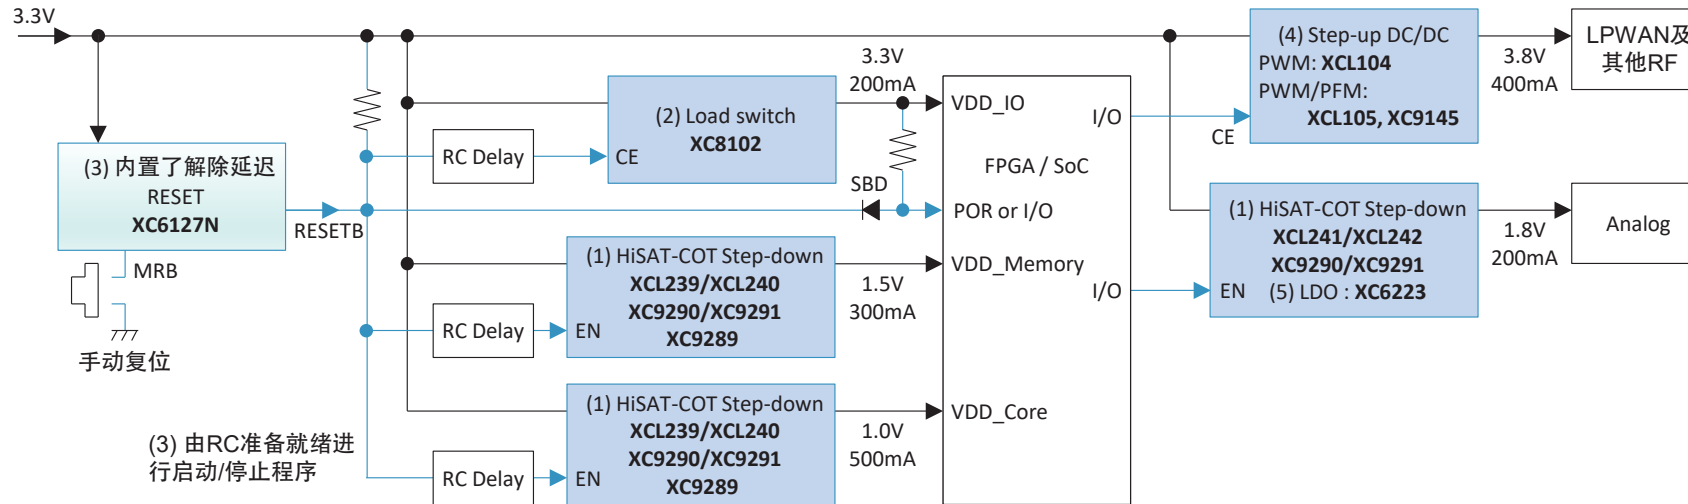 3.3V
(3) 内置了解除延迟
RESET
XC6127N
RESETB
MRB
手动复位
(3) 由RC准备就绪进
行启动/停止程序
RC Delay
(2) Load switch
XC8102
CE
3.3V
200mA
SBD
RC Delay
(1) HiSAT-COT Step-down
XCL239/XCL240
XC9290/XC9291
XC9289
EN
1.5V
300mA
RC Delay
(1) HiSAT-COT Step-down
XCL239/XCL240
XC9290/XC9291
XC9289
EN
1.0V
500mA
VDD_IO
I/O
FPGA / SoC
POR or I/O
VDD_Memory
I/O
VDD_Core
(4) Step-up DC/DC
PWM: XCL104
PWM/PFM:
XCL105, XC9145
CE
3.8V
400mA
LPWAN及
其他RF
(1) HiSAT-COT Step-down
XCL241/XCL242
XC9290/XC9291
(5) LDO : XC6223
EN
1.8V
200mA
Analog